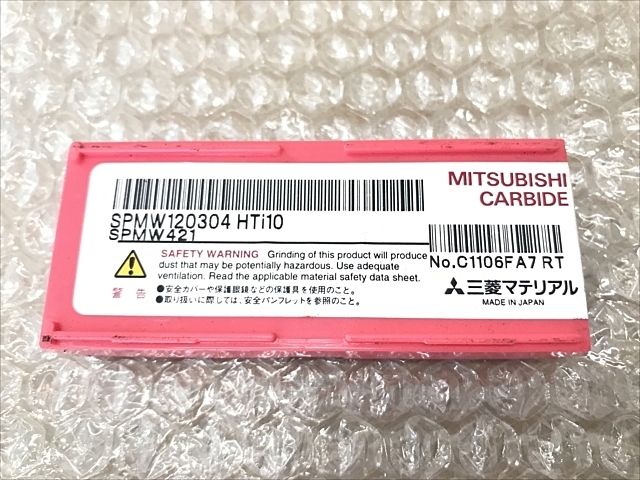 MITSUBISHI
CARBIDE
SPMW120304 HTi10
SPMW421
SAFETY WARNING Grinding of this product will produce
dust that may be potentially hazardous. Use adequate
ventilation. Read the applicable material safety data sheet.
警告
●安全カバーや保護眼鏡などの保護具を使用のこと。
●取り扱いに際しては、安全パンフレットを参照のこと。
No.C1106FA7 RT
三菱マテリアル
MADE IN JAPAN